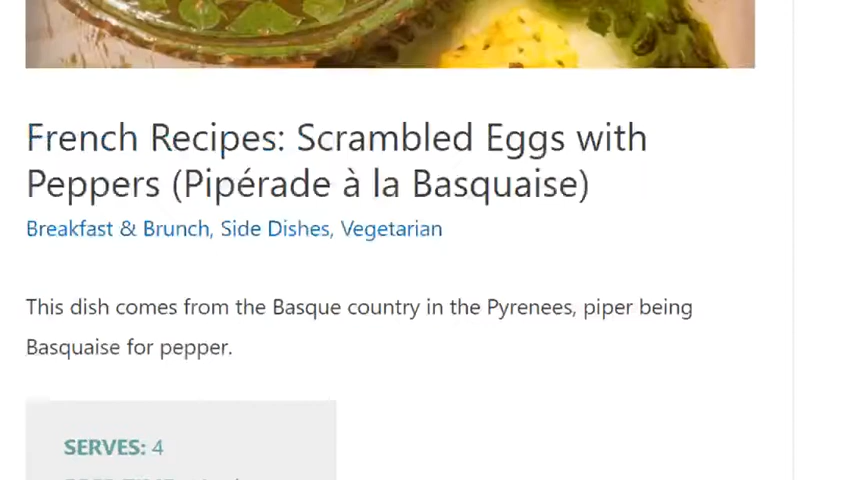 French Recipes: Scrambled Eggs with
Peppers (Pipérade à la Basquaise)
Breakfast & Brunch, Side Dishes, Vegetarian
This dish comes from the Basque country in the Pyrenees, piper being
Basquaise for pepper.
SERVES: 4